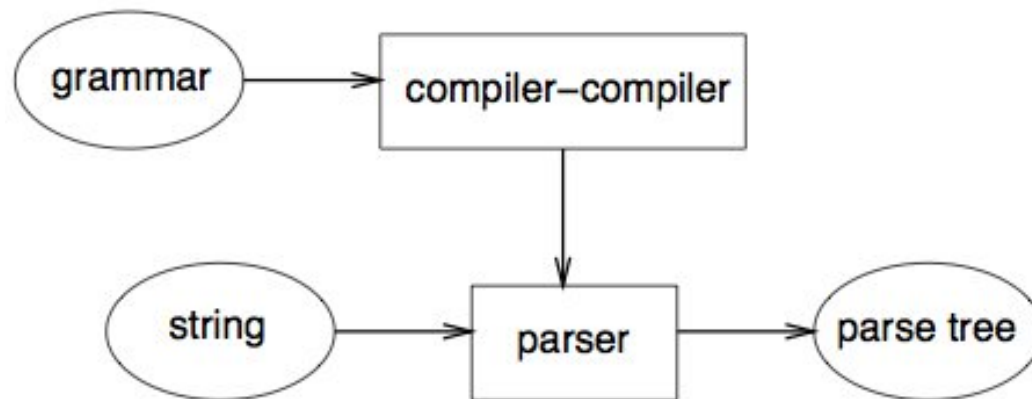 grammar
compiler–compiler
string
parser
parse tree